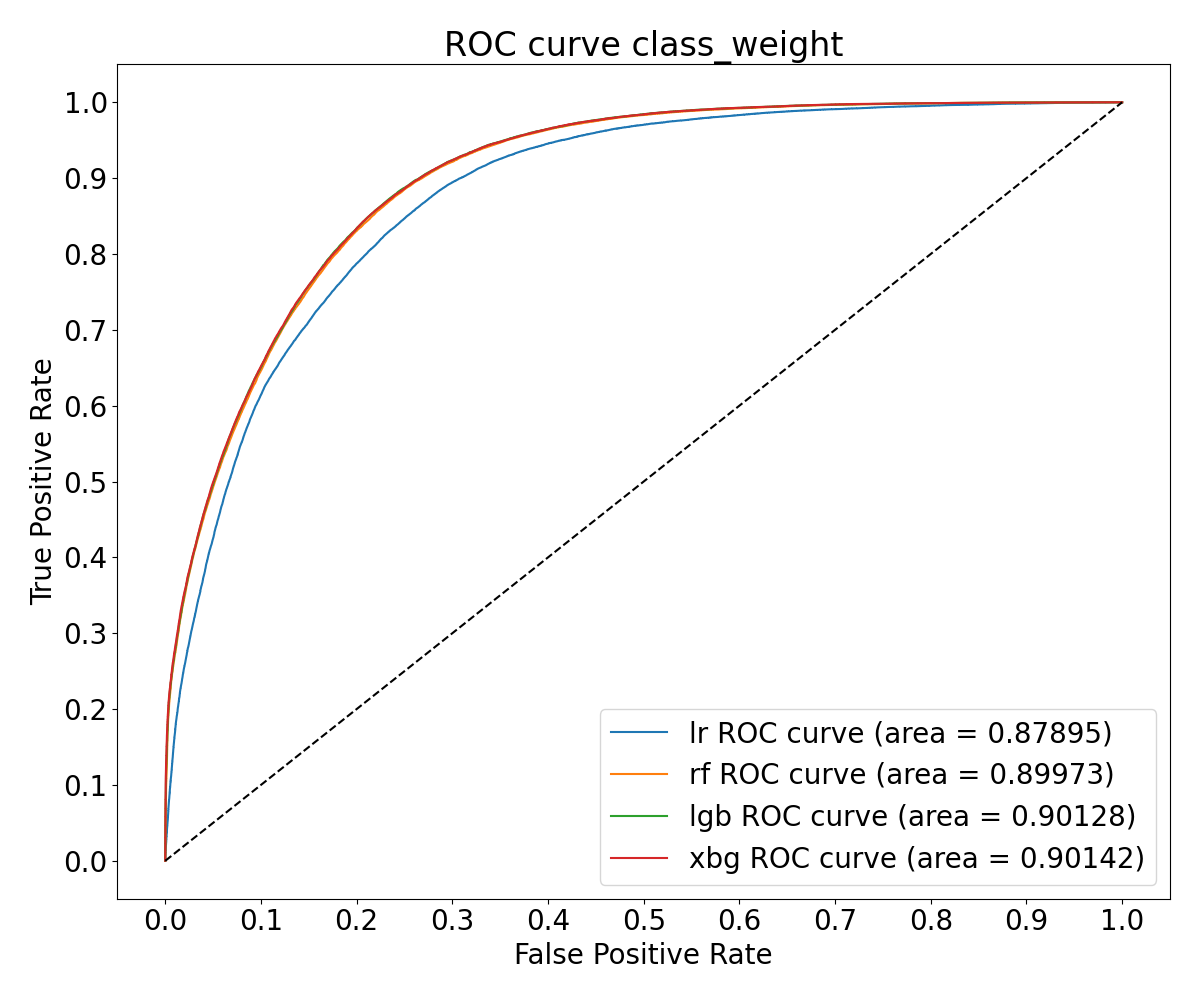 ROC curve class_weight
1.0
0.9
0.8
0.7
0.6
0.5
0.4
0.3
0.2
0.1
0.0
True Positive Rate
lr ROC curve (area = 0.87895)
rf ROC curve (area = 0.89973)
lgb ROC curve (area = 0.90128)
xbg ROC curve (area = 0.90142)
0.0 0.1 0.2 0.3 0.4 0.5 0.6 0.7 0.8 0.9 1.0
False Positive Rate